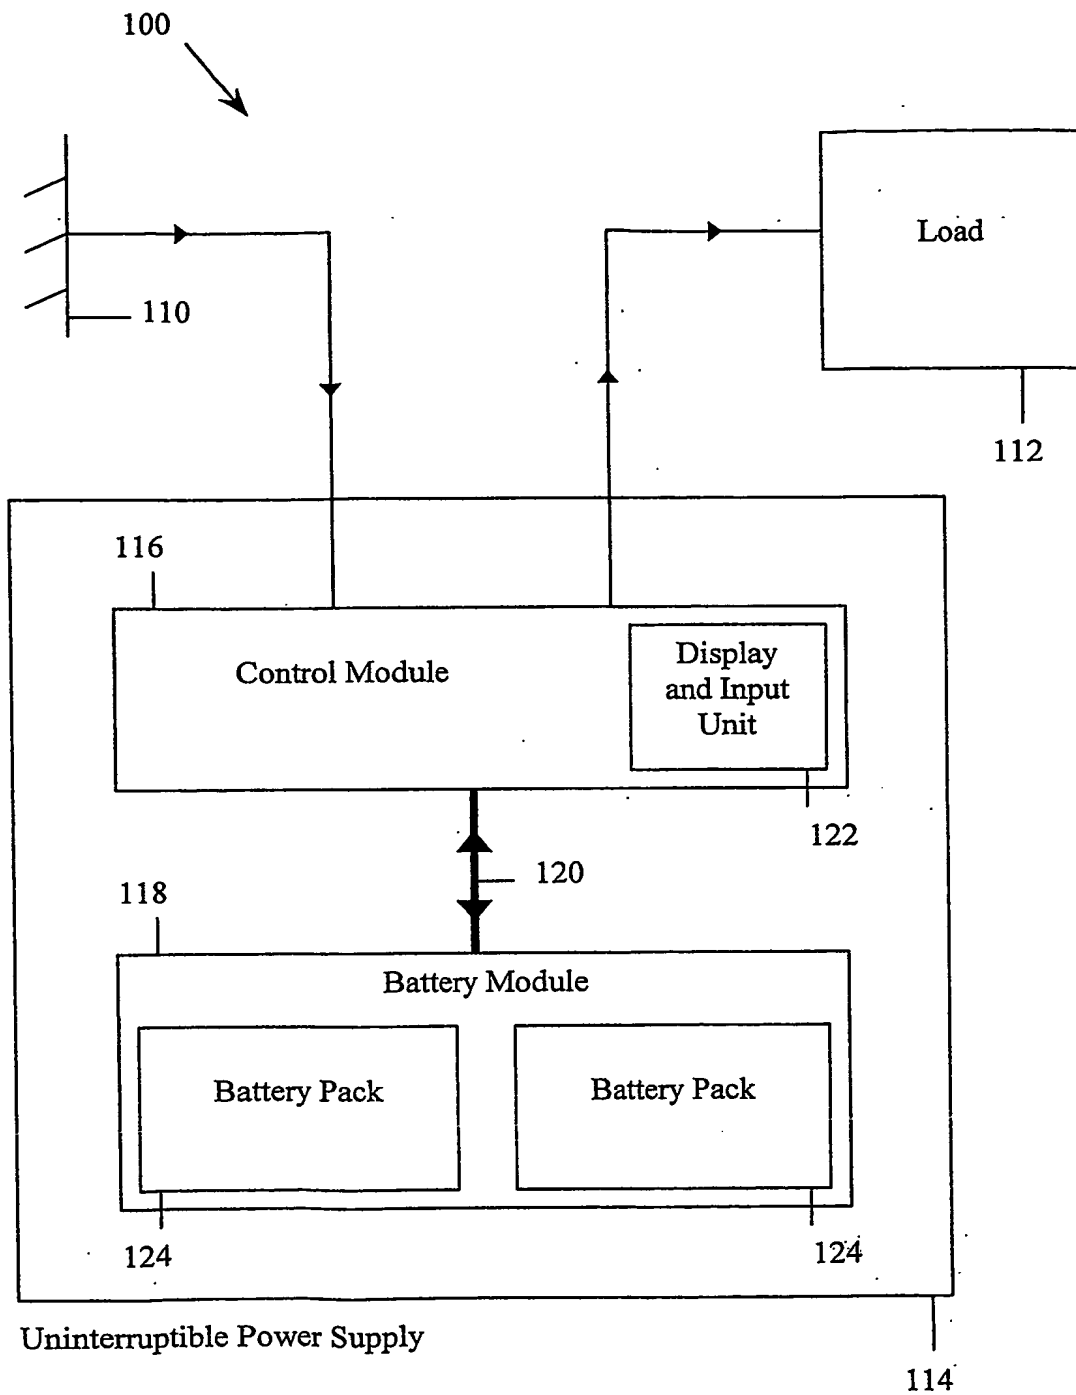 100
110
Load
112
116
Control Module
Display
and Input
Unit
122
120
118
Battery Module
Battery Pack
Battery Pack
124
124
Uninterruptible Power Supply
114